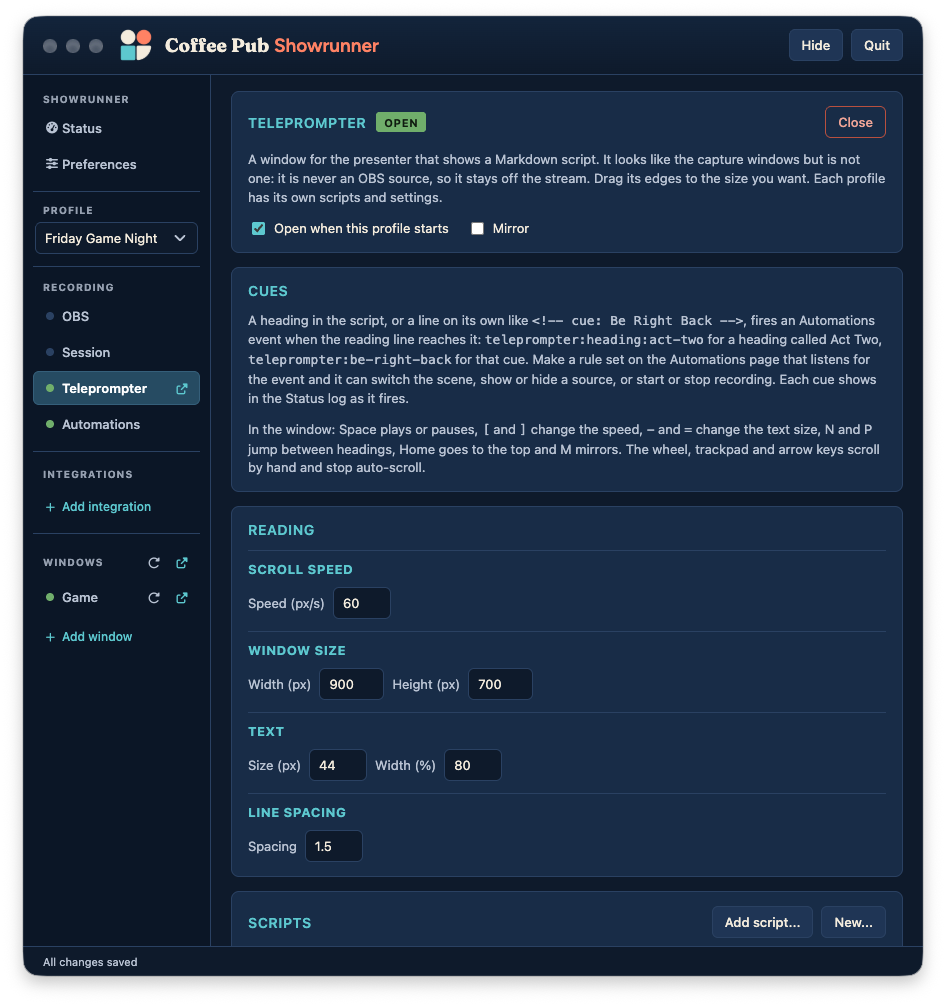 Coffee Pub Showrunner
Hide
Quit
SHOWRUNNER
Status
Preferences
PROFILE
Friday Game Night
RECORDING
OBS
Session
Teleprompter
Automations
INTEGRATIONS
+ Add integration
WINDOWS
Game
+ Add window
TELEPROMPTER OPEN
Close
A window for the presenter that shows a Markdown script. It looks like the capture windows but is not
one: it is never an OBS source, so it stays off the stream. Drag its edges to the size you want. Each profile
has its own scripts and settings.
Open when this profile starts
Mirror
CUES
A heading in the script, or a line on its own like <!-- cue: Be Right Back -->, fires an Automations
event when the reading line reaches it: teleprompter:heading:act-two for a heading called Act Two,
teleprompter:be-right-back for that cue. Make a rule set on the Automations page that listens for
the event and it can switch the scene, show or hide a source, or start or stop recording. Each cue shows
in the Status log as it fires.
In the window: Space plays or pauses, [ and ] change the speed, − and = change the text size, N and P
jump between headings, Home goes to the top and M mirrors. The wheel, trackpad and arrow keys scroll
by hand and stop auto-scroll.
READING
SCROLL SPEED
Speed (px/s) 60
WINDOW SIZE
Width (px) 900 Height (px) 700
TEXT
Size (px) 44 Width (%) 80
LINE SPACING
Spacing 1.5
SCRIPTS
Add script...
New...
All changes saved